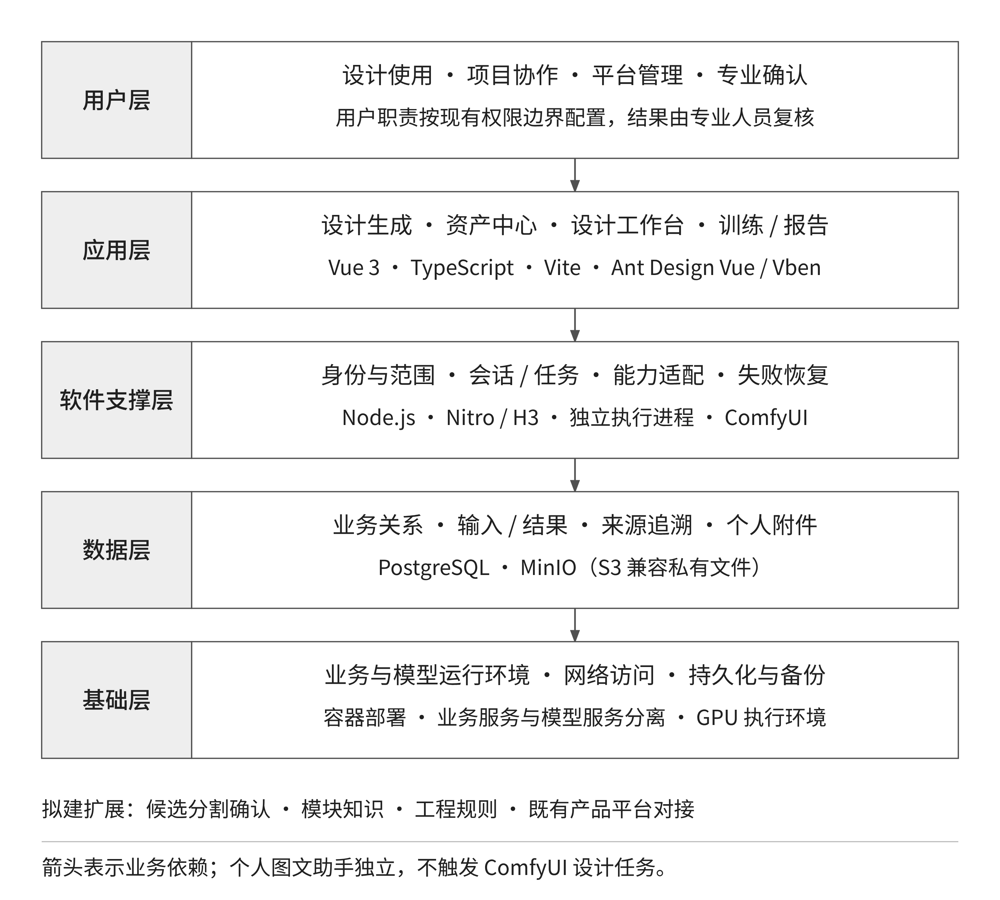 用户层
设计使用 · 项目协作 · 平台管理 · 专业确认
用户职责按现有权限边界配置，结果由专业人员复核
应用层
设计生成 · 资产中心 · 设计工作台 · 训练 / 报告
Vue 3 · TypeScript · Vite · Ant Design Vue / Vben
软件支撑层
身份与范围 · 会话 / 任务 · 能力适配 · 失败恢复
Node.js · Nitro / H3 · 独立执行进程 · ComfyUI
数据层
业务关系 · 输入 / 结果 · 来源追溯 · 个人附件
PostgreSQL · MinIO（S3 兼容私有文件）
基础层
业务与模型运行环境 · 网络访问 · 持久化与备份
容器部署 · 业务服务与模型服务分离 · GPU 执行环境
拟建扩展：候选分割确认 · 模块知识 · 工程规则 · 既有产品平台对接
箭头表示业务依赖；个人图文助手独立，不触发 ComfyUI 设计任务。